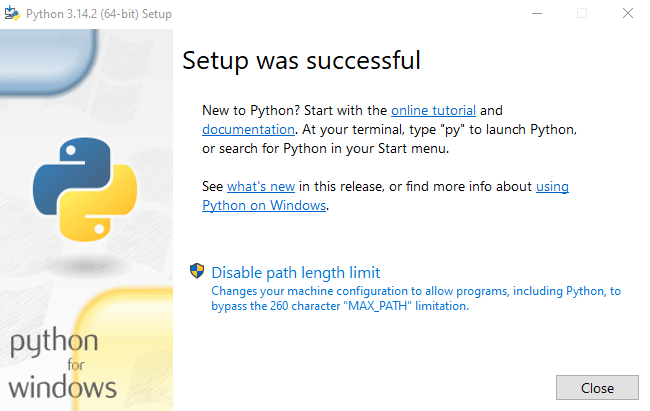 Python 3.14.2 (64-bit) Setup
Setup was successful
New to Python? Start with the online tutorial and
documentation. At your terminal, type "py" to launch Python,
or search for Python in your Start menu.
See what's new in this release, or find more info about using
Python on Windows.
Disable path length limit
Changes your machine configuration to allow programs, including Python, to
bypass the 260 character "MAX_PATH" limitation.
python
for
windows
Close